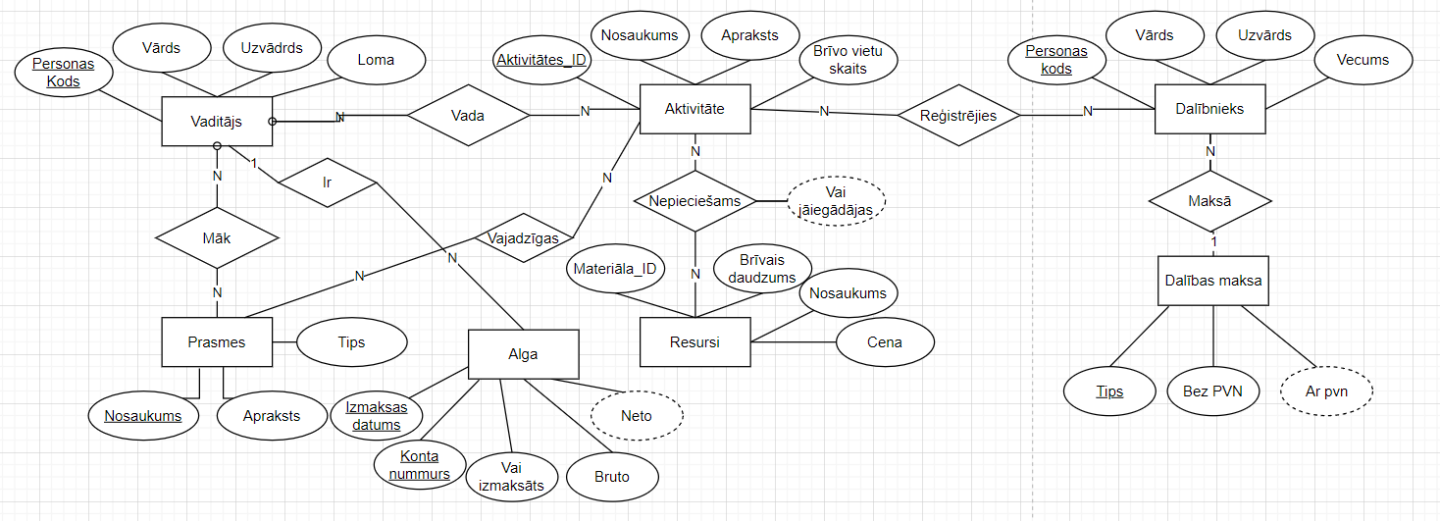 Personas
Kods
Vārds
Uzvādrds
Loma
Aktivitātes_ID
Nosaukums
Apraksts
Brīvo vietu
skaits
Personas
kods
Vārds
Uzvārds
Vecums
Vadītājs
N
Vada
N
Aktivitāte
N
Reģistrējies
N
Dalībnieks
1
Ir
N
N
N
N
Nepieciešams
Vai
jāiegādājas
Maksā
Māk
Vajadzīgas
1
N
N
Materiāla_ID
Brīvais
daudzums
N
Nosaukums
Dalības maksa
N
Prasmes
Tips
Alga
Resursi
Cena
Nosaukums
Apraksts
Izmaksas
datums
Neto
Tips
Bez PVN
Ar pvn
Konta
nummurs
Vai
izmaksāts
Bruto